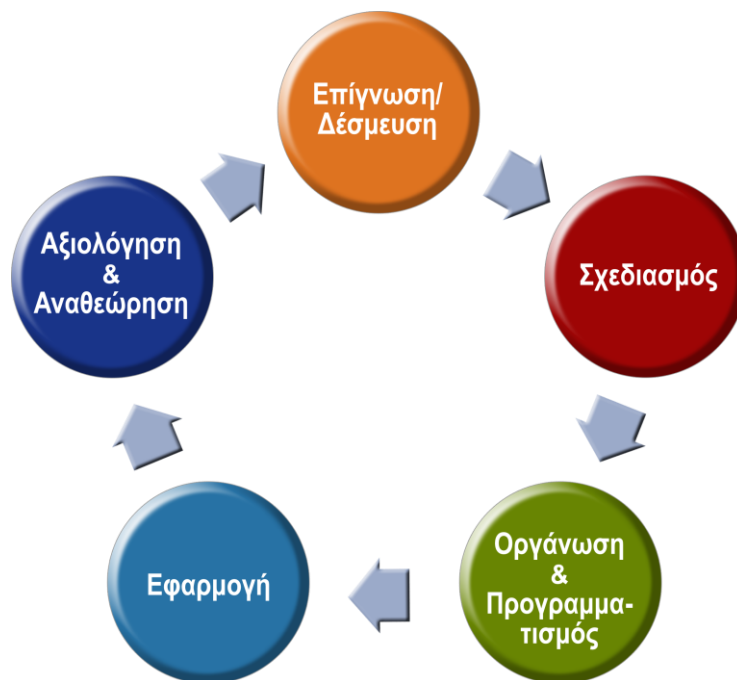 Επίγνωση/
Δέσμευση
Σχεδιασμός
Οργάνωση
&
Προγραμμα-
τισμός
Εφαρμογή
Αξιολόγηση
&
Αναθεώρηση